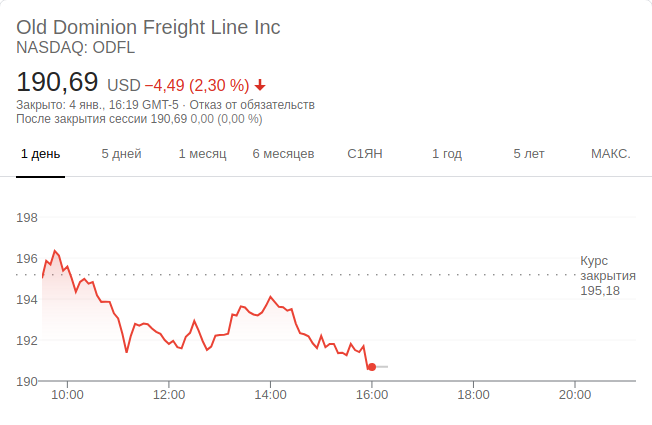 Old Dominion Freight Line Inc
NASDAQ: ODFL
190,69 USD −4,49 (2,30 %)
Закрыто: 4 янв., 16:19 GMT-5 · Отказ от обязательств
После закрытия сессии 190,69 0,00 (0,00 %)
1 день 5 дней 1 месяц 6 месяцев С1ЯН 1 год 5 лет МАКС.
198
196
Курс
закрытия
195,18
194
192
190
10:00 12:00 14:00 16:00 18:00 20:00